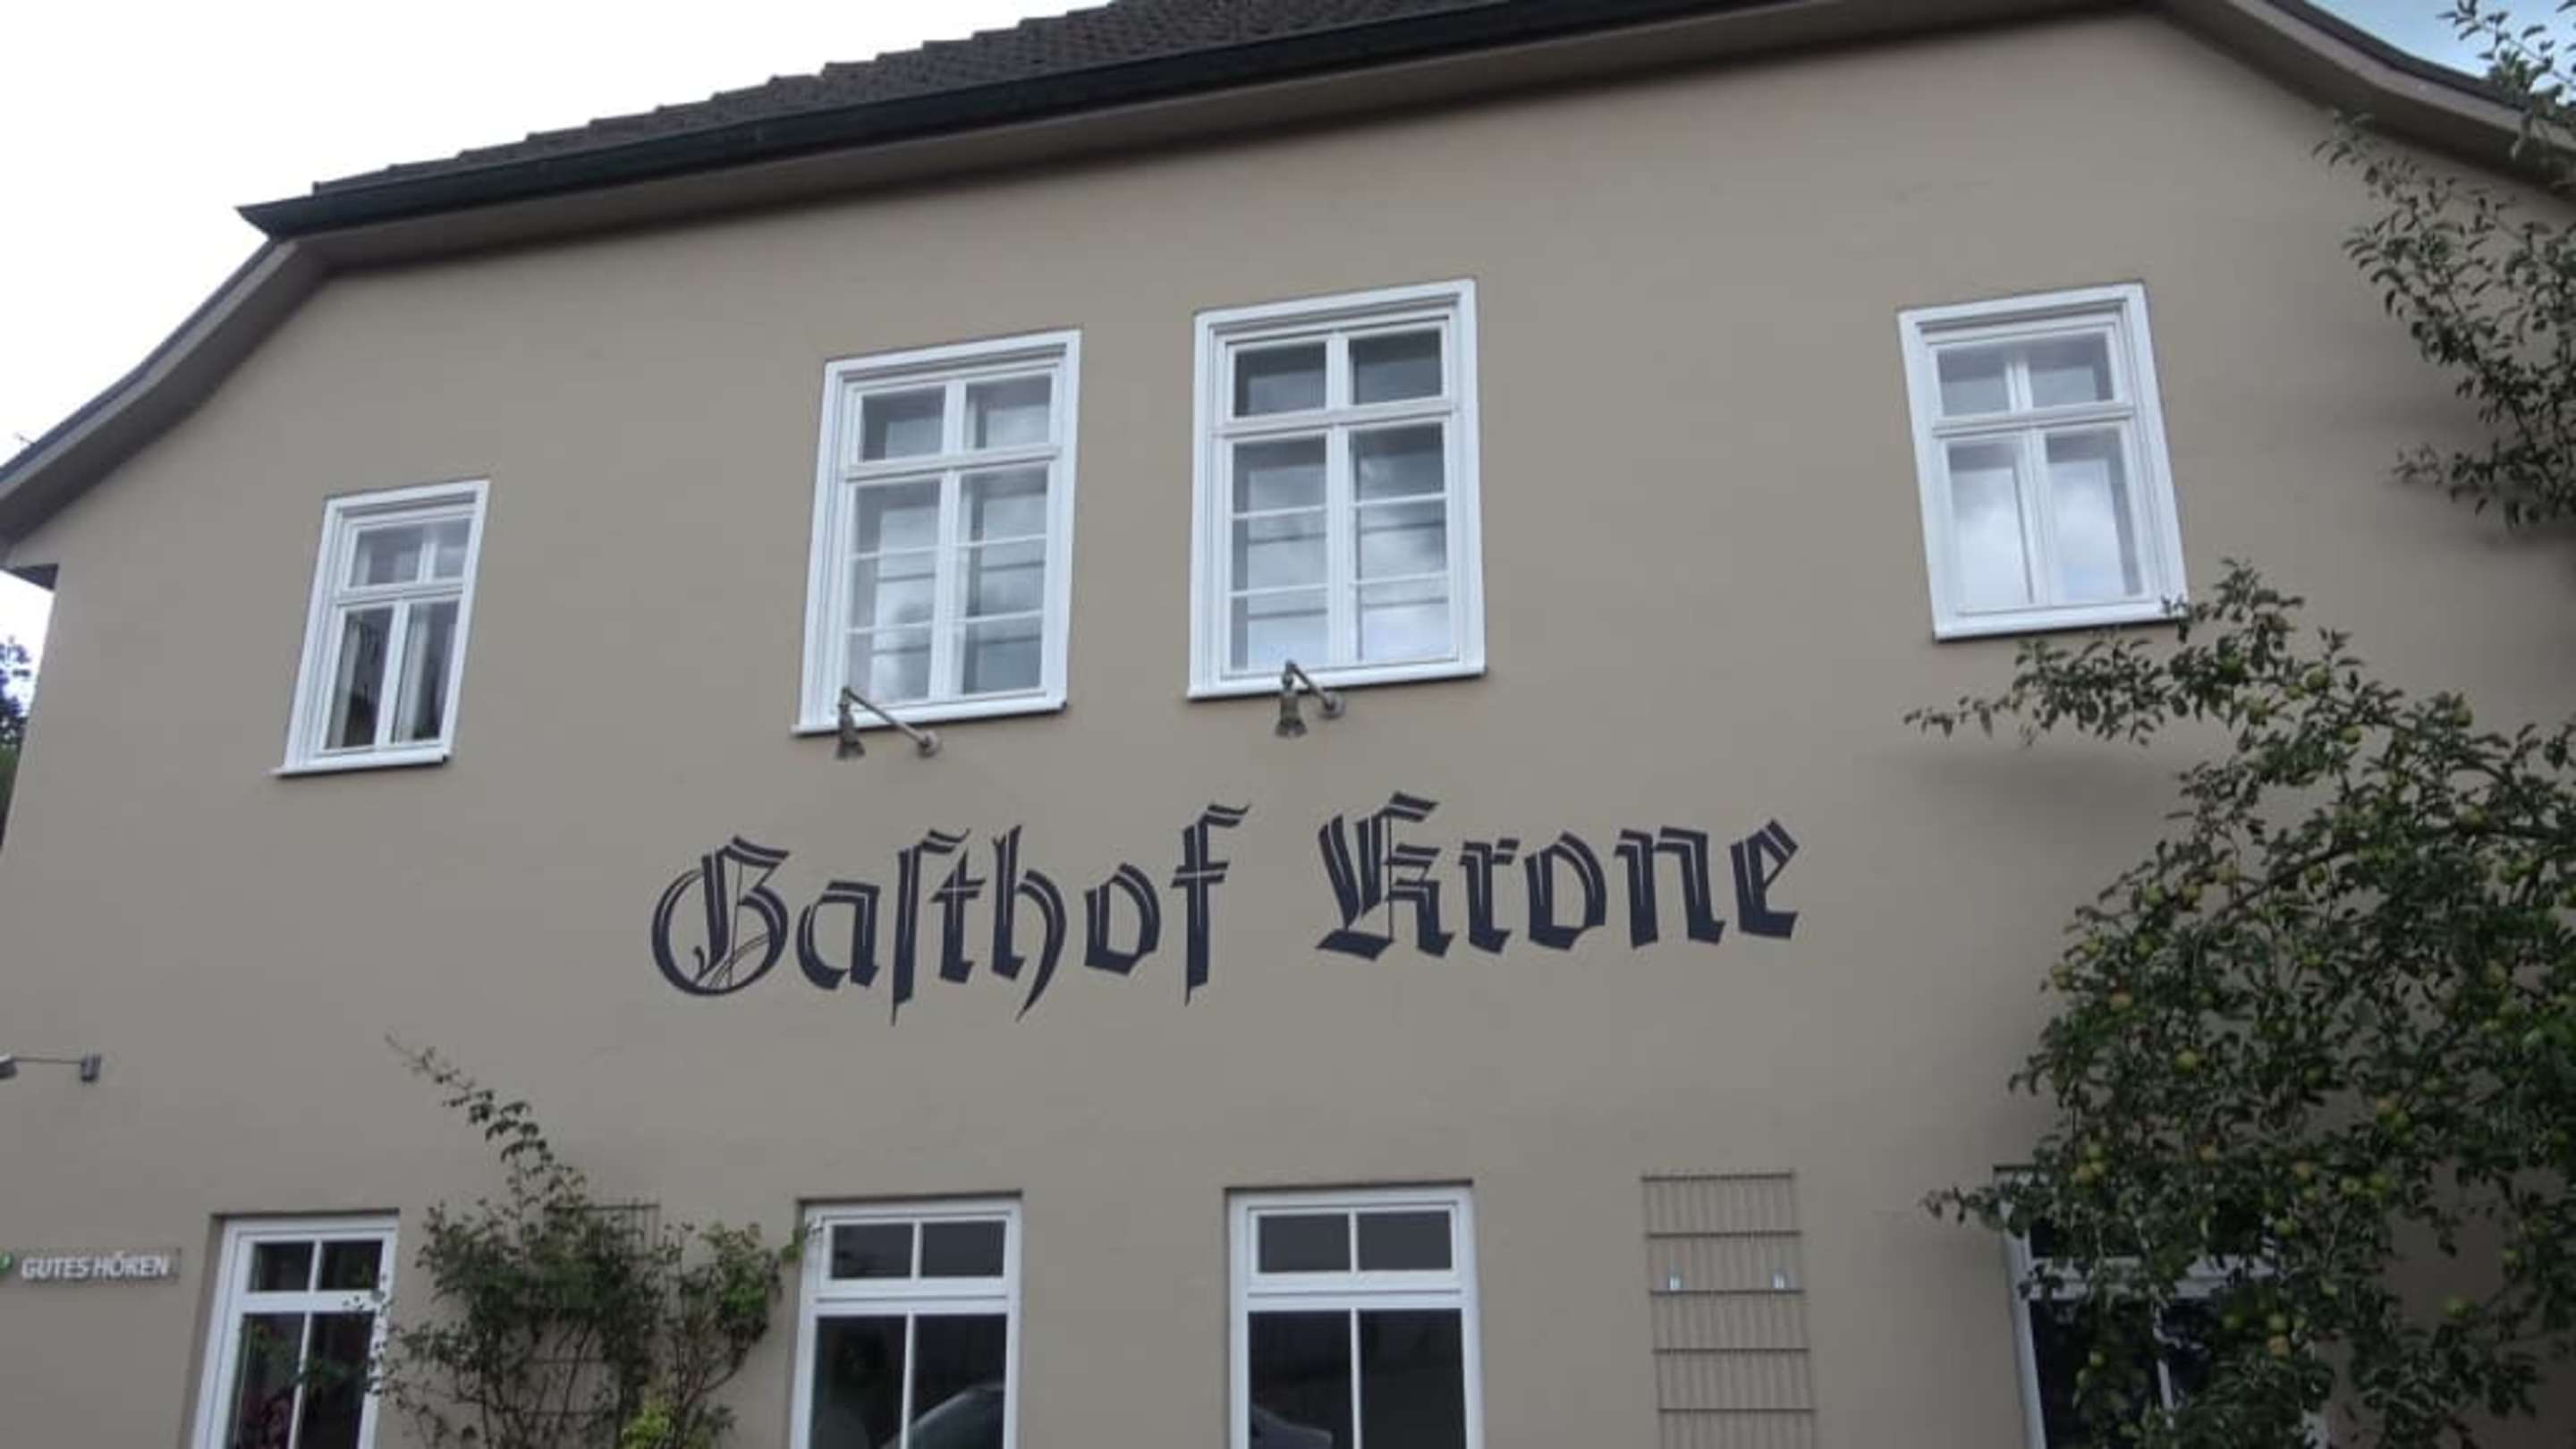 Gaſthof Krone
GUTES HÖREN